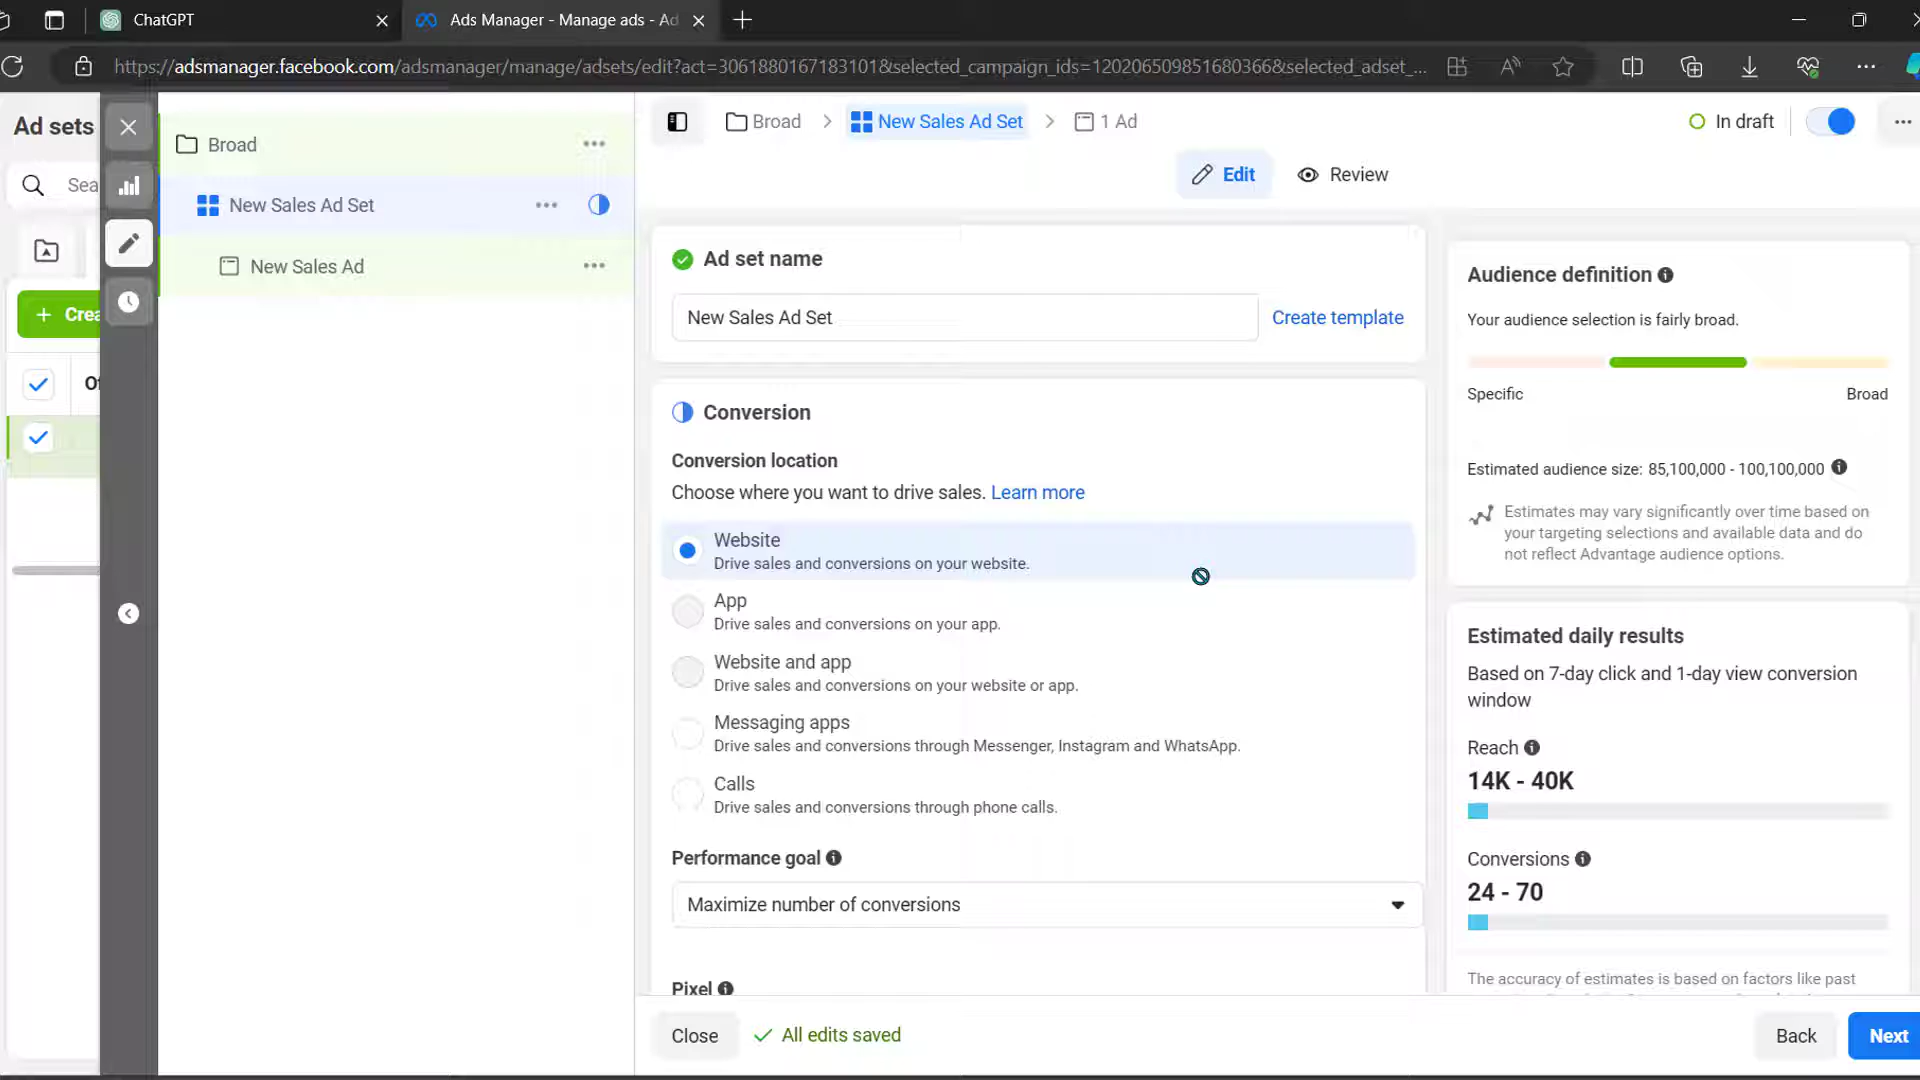 ChatGPT
Ads Manager - Manage ads - Ad
https://adsmanager.facebook.com/adsmanager/manage/adsets/edit?act=3061880167183101&selected_campaign_ids=120206509851680366&selected_adset_...
Ad sets
Sea
Crea
Broad
New Sales Ad Set
New Sales Ad
Broad
New Sales Ad Set
1 Ad
In draft
Edit
Review
Ad set name
New Sales Ad Set
Create template
Conversion
Conversion location
Choose where you want to drive sales. Learn more
Website
Drive sales and conversions on your website.
App
Drive sales and conversions on your app.
Website and app
Drive sales and conversions on your website or app.
Messaging apps
Drive sales and conversions through Messenger, Instagram and WhatsApp.
Calls
Drive sales and conversions through phone calls.
Performance goal
Maximize number of conversions
Pixel
Close
All edits saved
Back
Next
Audience definition
Your audience selection is fairly broad.
Specific
Broad
Estimated audience size: 85,100,000 - 100,100,000
Estimates may vary significantly over time based on
your targeting selections and available data and do
not reflect Advantage audience options.
Estimated daily results
Based on 7-day click and 1-day view conversion
window
Reach
14K - 40K
Conversions
24 - 70
The accuracy of estimates is based on factors like past